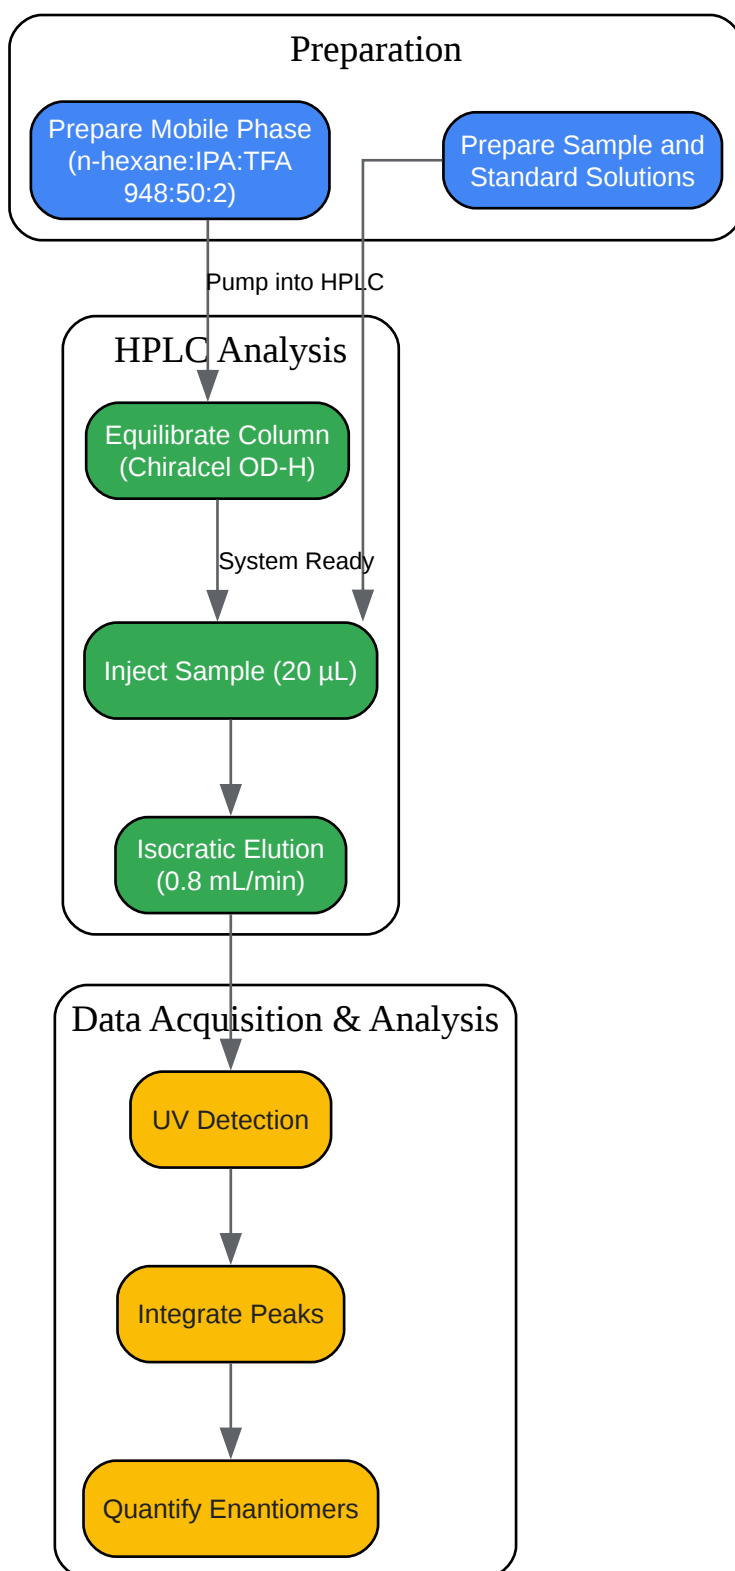 Preparation
Prepare Mobile Phase
(n-hexane:IPA:TFA
948:50:2)
Prepare Sample and
Standard Solutions
Pump into HPLC
HPLC Analysis
Equilibrate Column
(Chiralcel OD-H)
System Ready
Inject Sample (20 µL)
Isocratic Elution
(0.8 mL/min)
Data Acquisition & Analysis
UV Detection
Integrate Peaks
Quantify Enantiomers